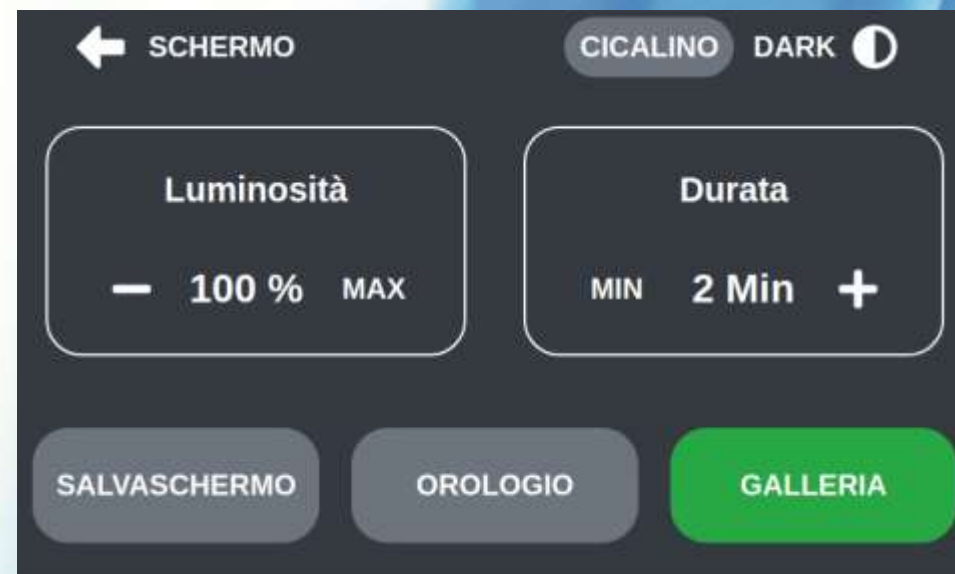 SCHERMO CICALINO DARK
Luminosità Durata
100 % MAX MIN 2 Min
SALVASCHERMO OROLOGIO GALLERIA